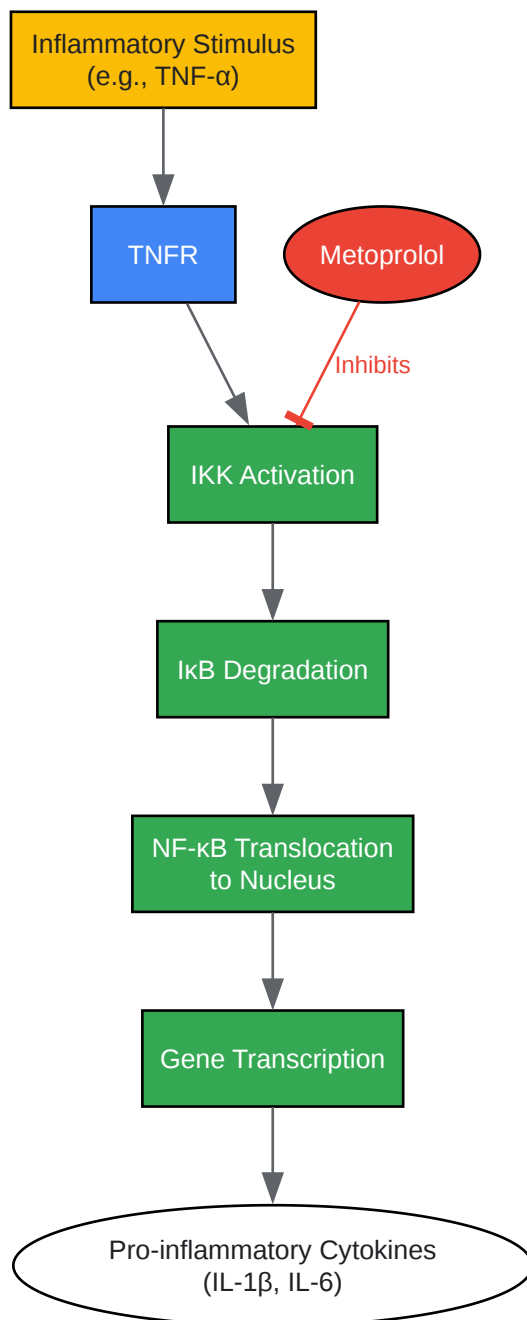 Inflammatory Stimulus
(e.g., TNF-α)
TNFR
Metoprolol
Inhibits
IKK Activation
IκB Degradation
NF-κB Translocation
to Nucleus
Gene Transcription
Pro-inflammatory Cytokines
(IL-1β, IL-6)